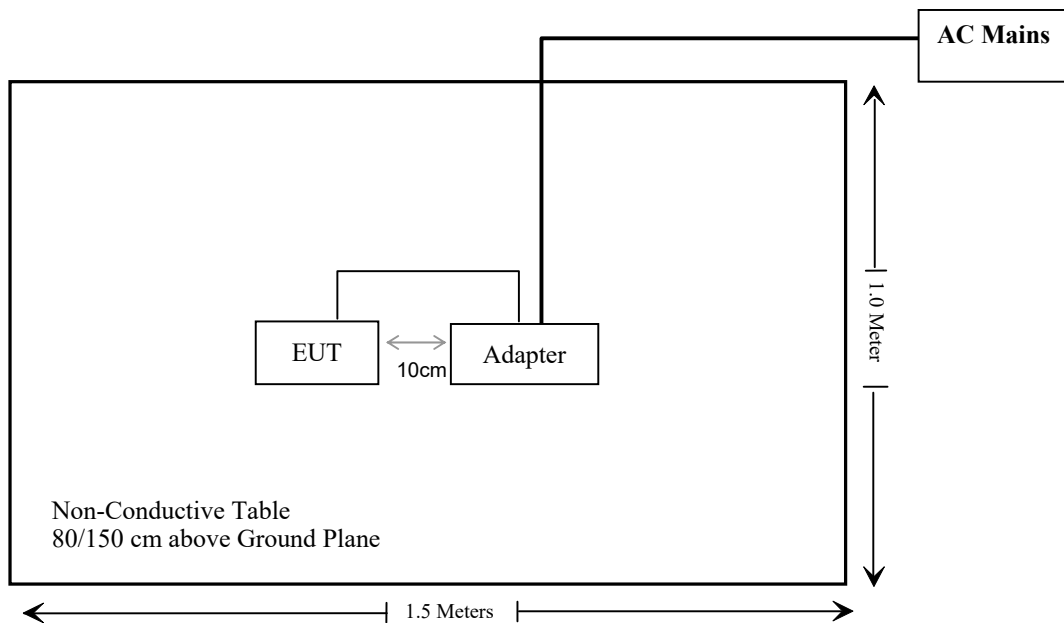 AC Mains
EUT
Adapter
10cm
1.0 Meter
Non-Conductive Table
80/150 cm above Ground Plane
1.5 Meters